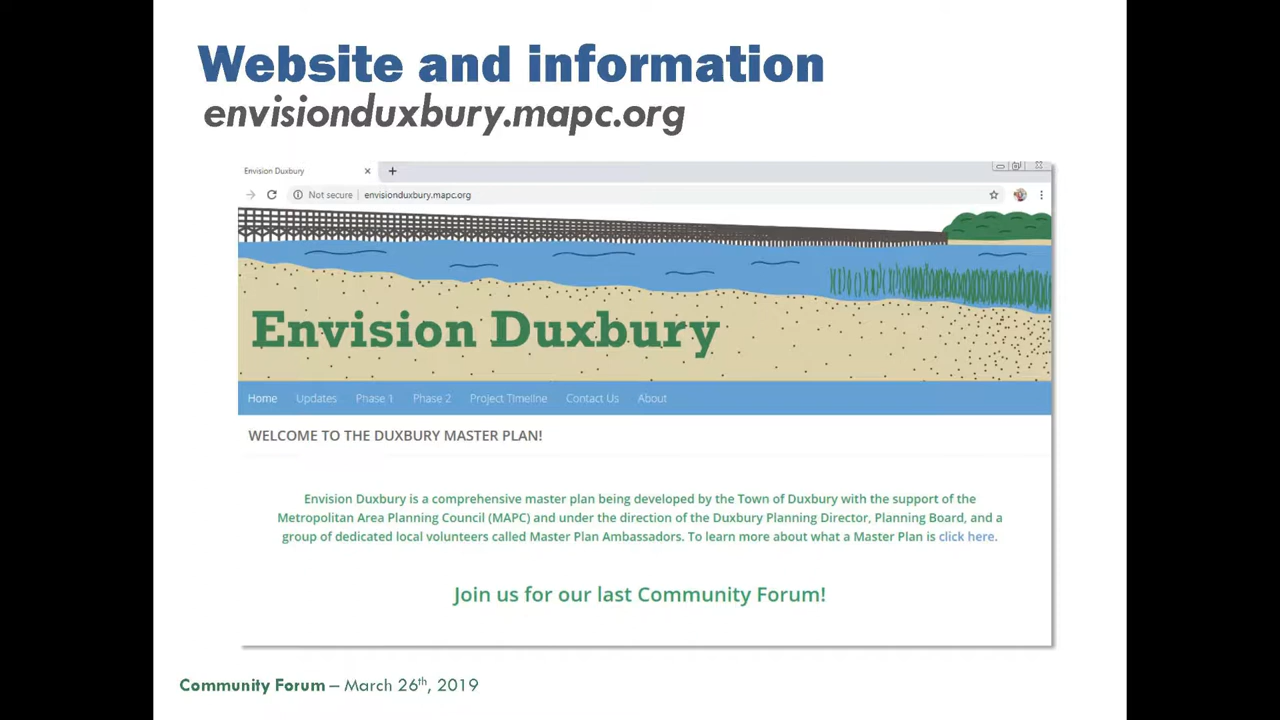 Website and information
envisionduxbury.mapc.org
Envision Duxbury
Not secure | envisionduxbury.mapc.org
Envision Duxbury
Home Updates Phase 1 Phase 2 Project Timeline Contact Us About
WELCOME TO THE DUXBURY MASTER PLAN!
Envision Duxbury is a comprehensive master plan being developed by the Town of Duxbury with the support of the
Metropolitan Area Planning Council (MAPC) and under the direction of the Duxbury Planning Director, Planning Board, and a
group of dedicated local volunteers called Master Plan Ambassadors. To learn more about what a Master Plan is click here.
Join us for our last Community Forum!
Community Forum – March 26th, 2019